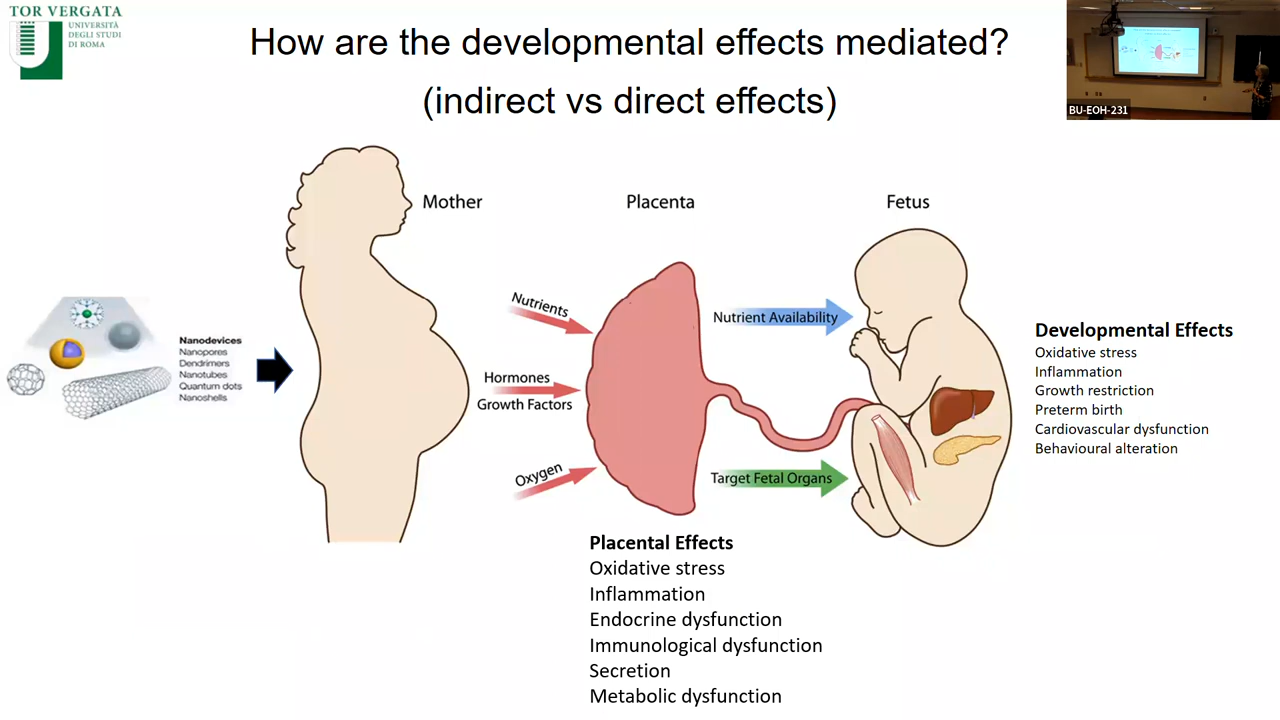 TOR VERGATA
UNIVERSITÀ
DEGLI STUDI
DI ROMA
How are the developmental effects mediated?
(indirect vs direct effects)
BU-EOH-231
Mother
Placenta
Fetus
Nanodevices
Nanopores
Dendrimers
Nanotubes
Quantum dots
Nanoshells
Nutrients
Hormones
Growth Factors
Oxygen
Nutrient Availability
Target Fetal Organs
Developmental Effects
Oxidative stress
Inflammation
Growth restriction
Preterm birth
Cardiovascular dysfunction
Behavioural alteration
Placental Effects
Oxidative stress
Inflammation
Endocrine dysfunction
Immunological dysfunction
Secretion
Metabolic dysfunction